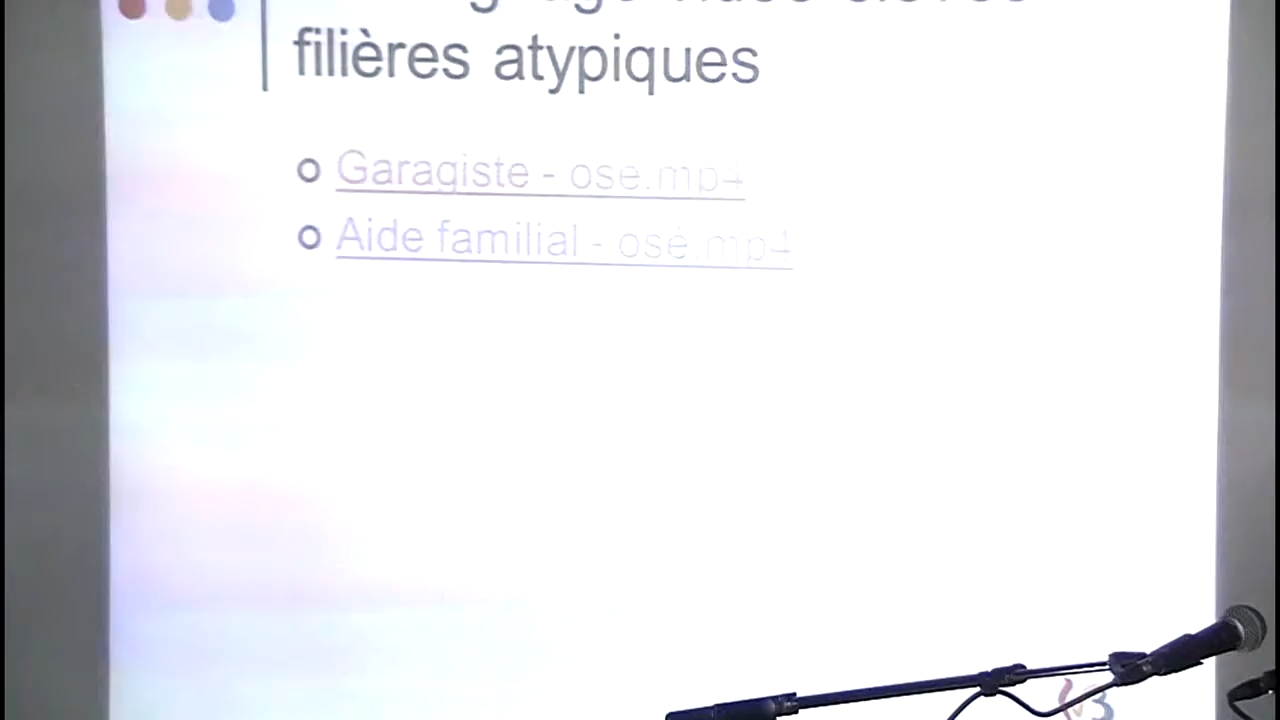 filières atypiques
Garagiste - osé.mp4
Aide familial - osé.mp4